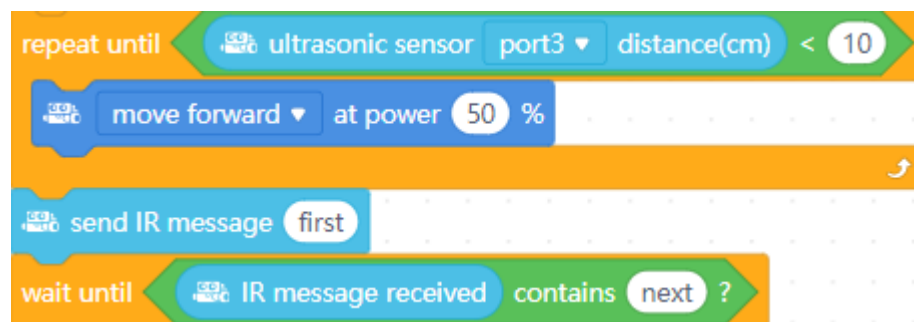 repeat until ultrasonic sensor port3 distance(cm) < 10
move forward at power 50 %
send IR message first
wait until IR message received contains next ?